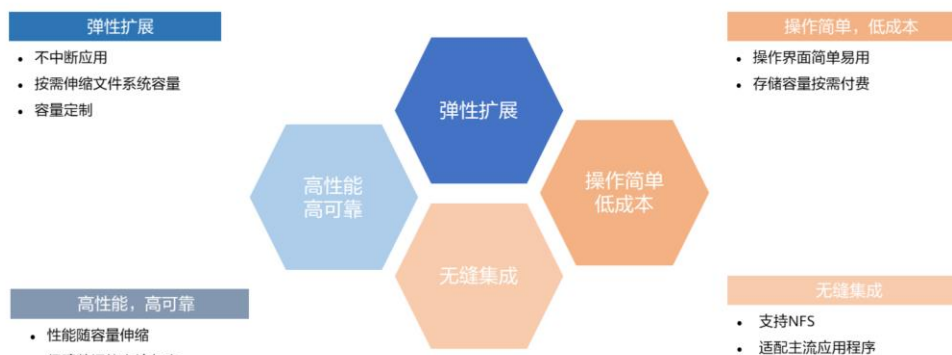 弹性扩展
• 不中断应用
• 按需伸缩文件系统容量
• 容量定制
操作简单，低成本
• 操作界面简单易用
• 存储容量按需付费
弹性扩展
高性能
高可靠
操作简单
低成本
无缝集成
高性能，高可靠
• 性能随容量伸缩
无缝集成
• 支持NFS
• 适配主流应用程序